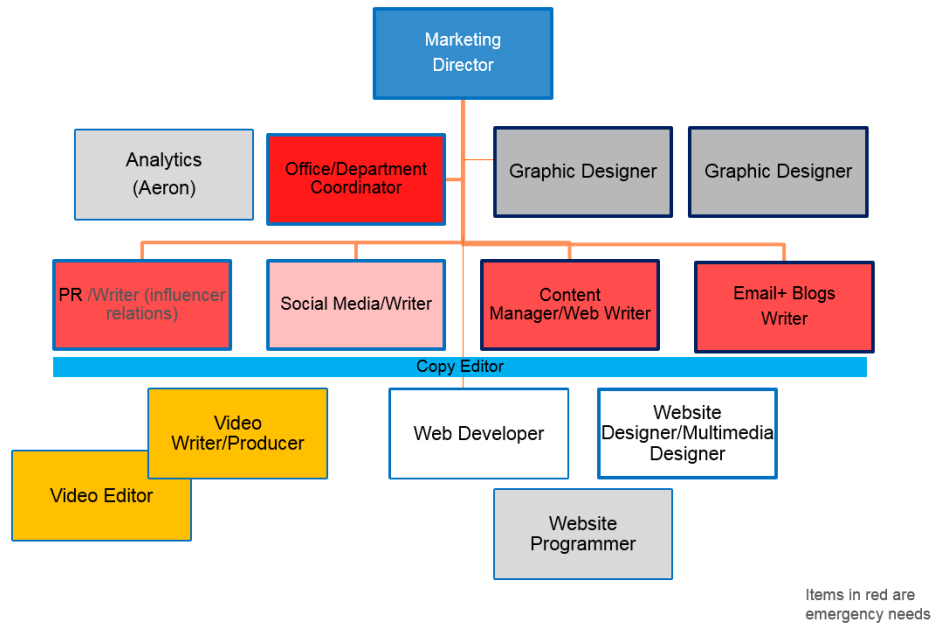 Marketing
Director
Analytics
(Aeron)
Office/Department
Coordinator
Graphic Designer
Graphic Designer
PR /Writer (influencer
relations)
Social Media/Writer
Content
Manager/Web Writer
Email+ Blogs
Writer
Copy Editor
Video
Writer/Producer
Web Developer
Website
Designer/Multimedia
Designer
Video Editor
Website
Programmer
Items in red are
emergency needs